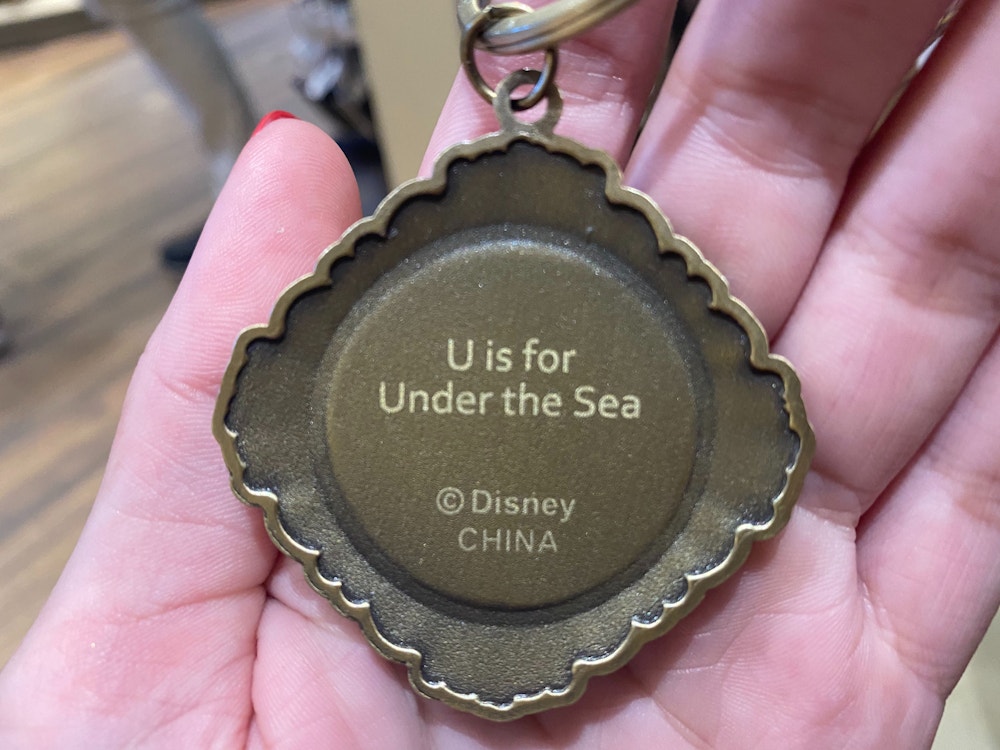 U is for
Under the Sea
©Disney
CHINA